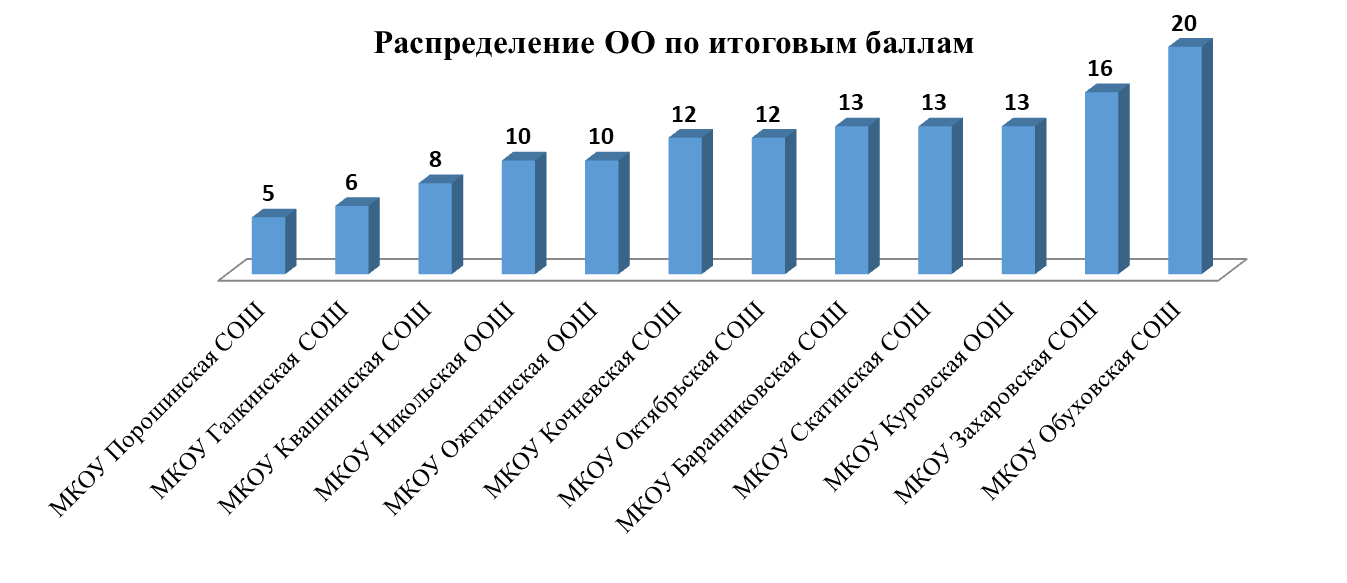 Распределение ОО по итоговым баллам
5
6
8
10
10
12
12
13
13
13
16
20
МКОУ Порошинская СОШ
МКОУ Галкинская СОШ
МКОУ Квашнинская СОШ
МКОУ Никольская ООШ
МКОУ Ожгихинская ООШ
МКОУ Кочневская СОШ
МКОУ Октябрьская СОШ
МКОУ Баранниковская СОШ
МКОУ Скатинская СОШ
МКОУ Куровская ООШ
МКОУ Захаровская СОШ
МКОУ Обуховская СОШ